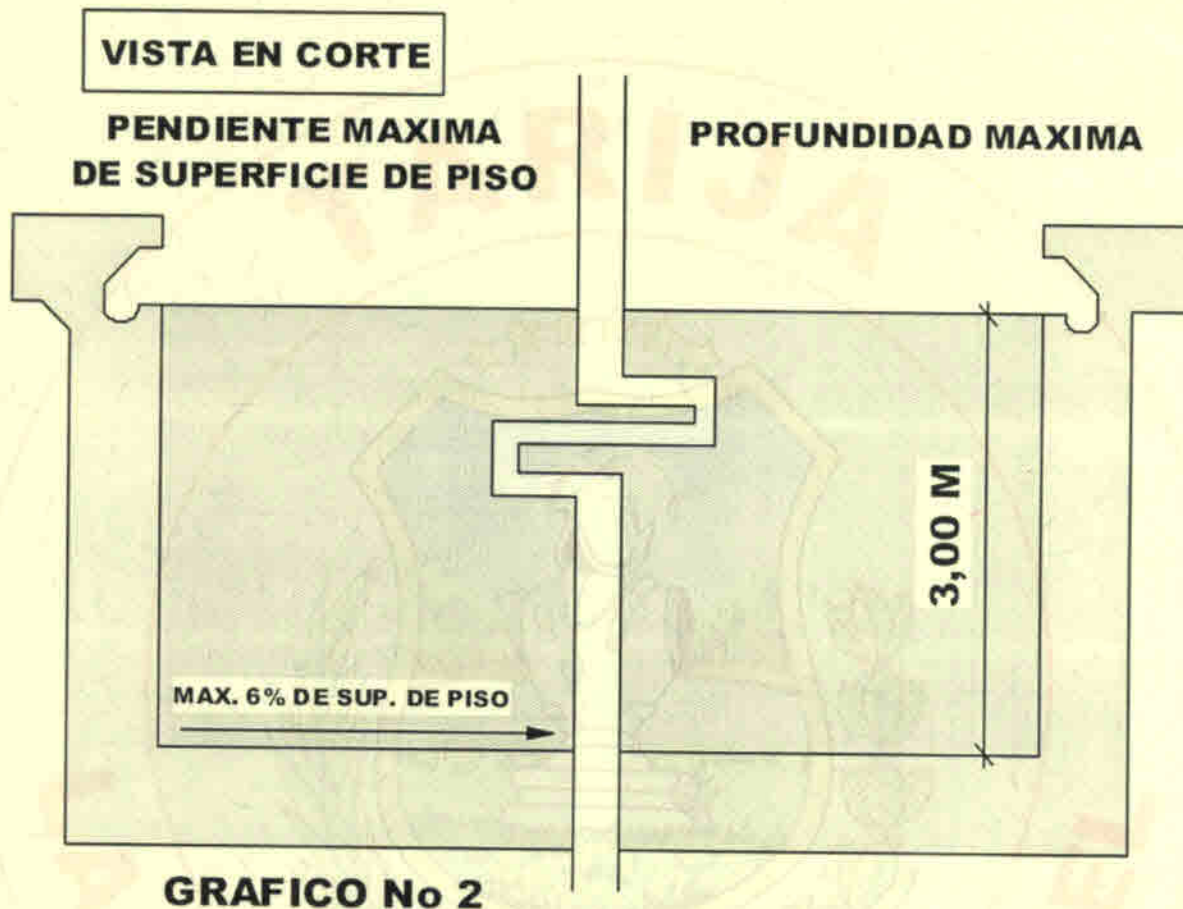 VISTA EN CORTE
PENDIENTE MAXIMA
DE SUPERFICIE DE PISO
PROFUNDIDAD MAXIMA
TARIJA
3,00 M
MAX. 6% DE SUP. DE PISO
GRAFICO No 2